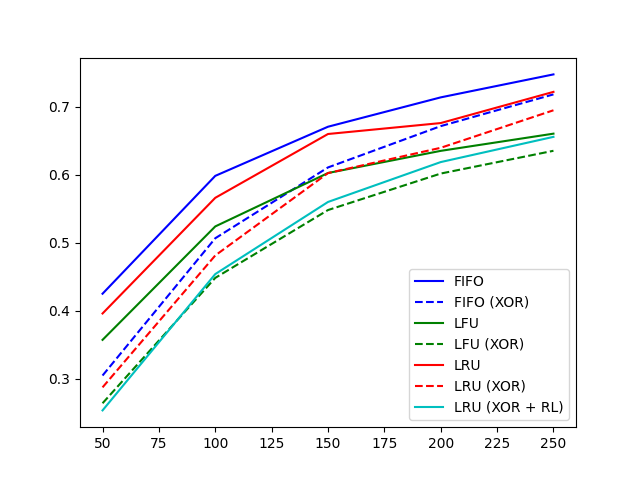 0.7
0.6
0.5
0.4
0.3
50 75 100 125 150 175 200 225 250
FIFO
FIFO (XOR)
LFU
LFU (XOR)
LRU
LRU (XOR)
LRU (XOR + RL)